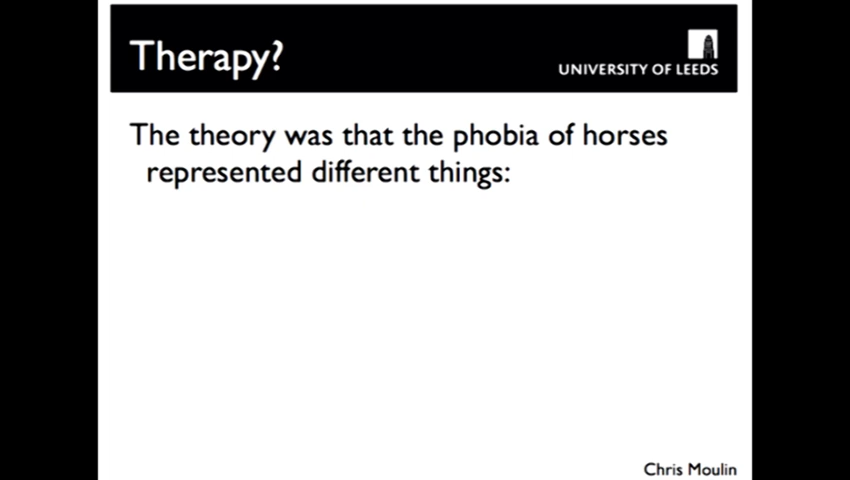 Therapy?
UNIVERSITY OF LEEDS
The theory was that the phobia of horses
represented different things:
Chris Moulin